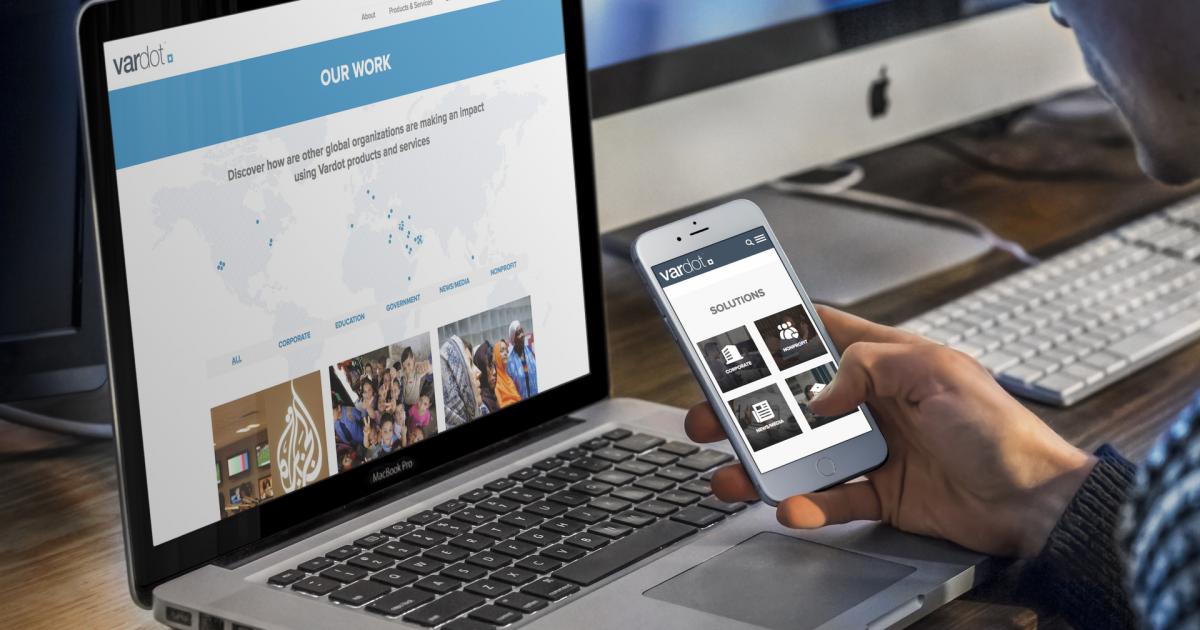 About
Products & Services
vardot
OUR WORK
Discover how are other global organizations are making an impact
using Vardot products and services
ALL
CORPORATE
EDUCATION
GOVERNMENT
NEWS/MEDIA
NONPROFIT
MacBook Pro
vardot
SOLUTIONS
CORPORATE
NONPROFIT
NEWS/MEDIA